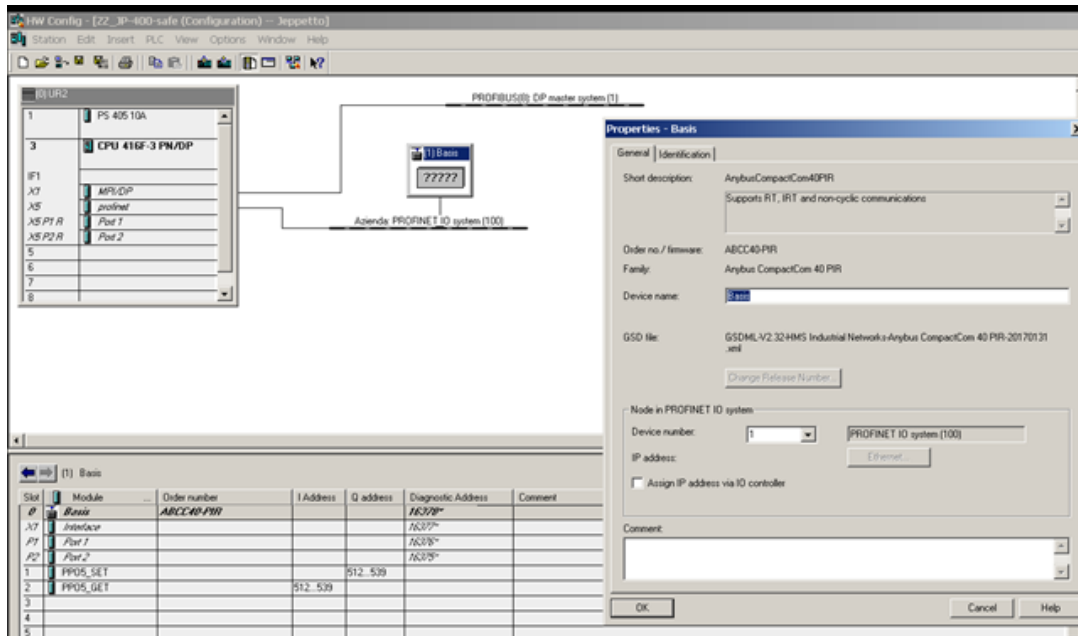 HW Config - [ZZ_JP-400-safe (Configuration) -- Jeppetto]
Station Edit Insert PLC View Options Window Help
(0) UR2
1 PS 405 10A
3 CPU 416F-3 PN/DP
IF1
X1 MPI/DP
X5 profinet
X5 P1 R Port 1
X5 P2 R Port 2
5
6
7
8
PROFIBUS(0): DP master system (1)
(1) Basis
?????
Azienda: PROFINET IO system (100)
Properties - Basis
General Identification
Short description: AnybusCompactCom40PIR
Supports RT, IRT and non-cyclic communications
Order no./ firmware: ABCC40-PIR
Family: Anybus CompactCom 40 PIR
Device name: Basis
GSD file: GSDML-V2.32-HMS Industrial Networks-Anybus CompactCom 40 PIR-20170131
.xml
Change Release Number...
Node in PROFINET IO system
Device number: 1 PROFINET IO system (100)
IP address: Ethernet...
Assign IP address via IO controller
Comment:
OK Cancel Help
(1) Basis
Slot Module ... Order number I Address Q address Diagnostic Address Comment
0 Basis ABCC40-PIR 16378*
X1 Interface 16377*
P1 Port 1 16376*
P2 Port 2 16375*
1 PPO5_SET 512...539
2 PPO5_GET 512...539
3
4
5